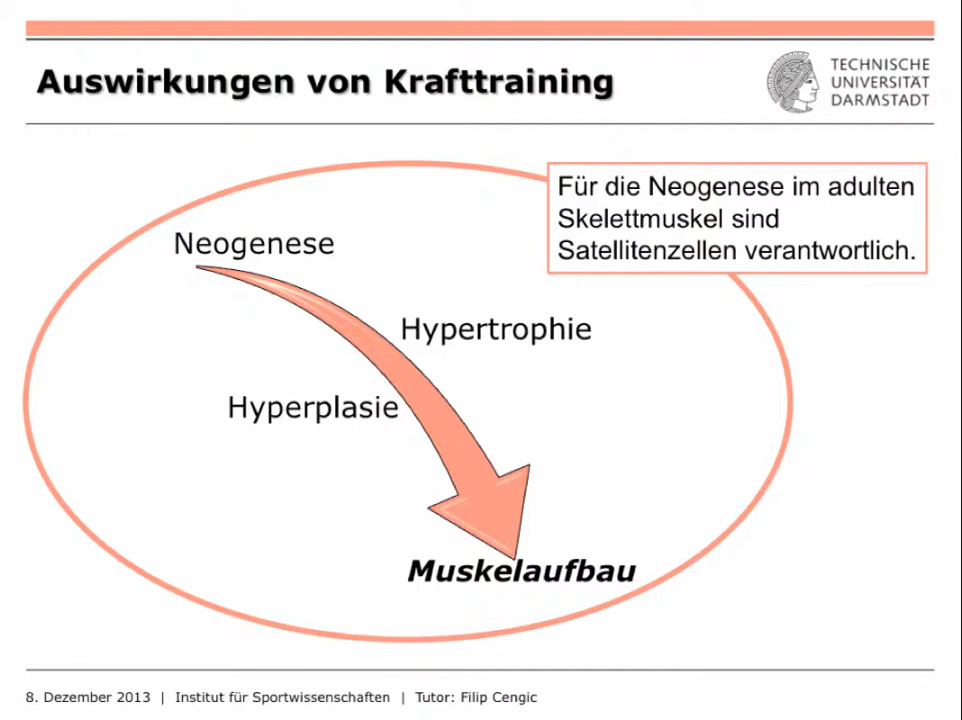 Auswirkungen von Krafttraining
TECHNISCHE
UNIVERSITÄT
DARMSTADT
Für die Neogenese im adulten
Skelettmuskel sind
Satellitenzellen verantwortlich.
Neogenese
Hypertrophie
Hyperplasie
Muskelaufbau
8. Dezember 2013 | Institut für Sportwissenschaften | Tutor: Filip Cengic